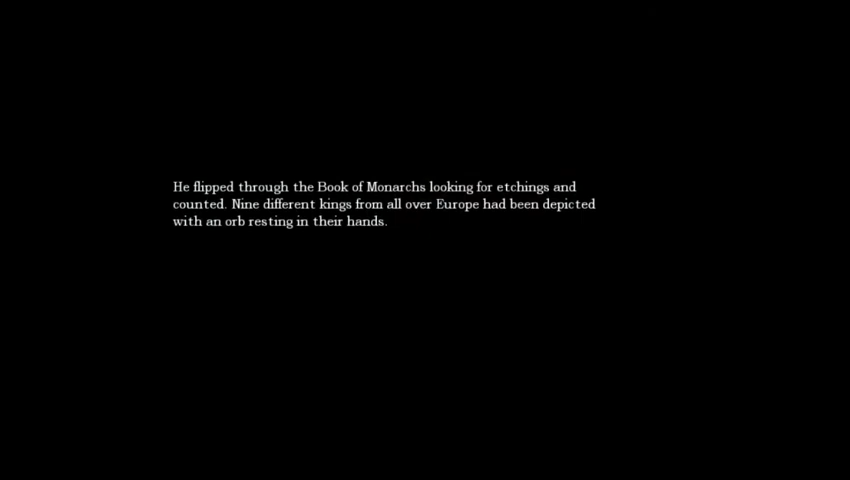 He flipped through the Book of Monarchs looking for etchings and
counted. Nine different kings from all over Europe had been depicted
with an orb resting in their hands.